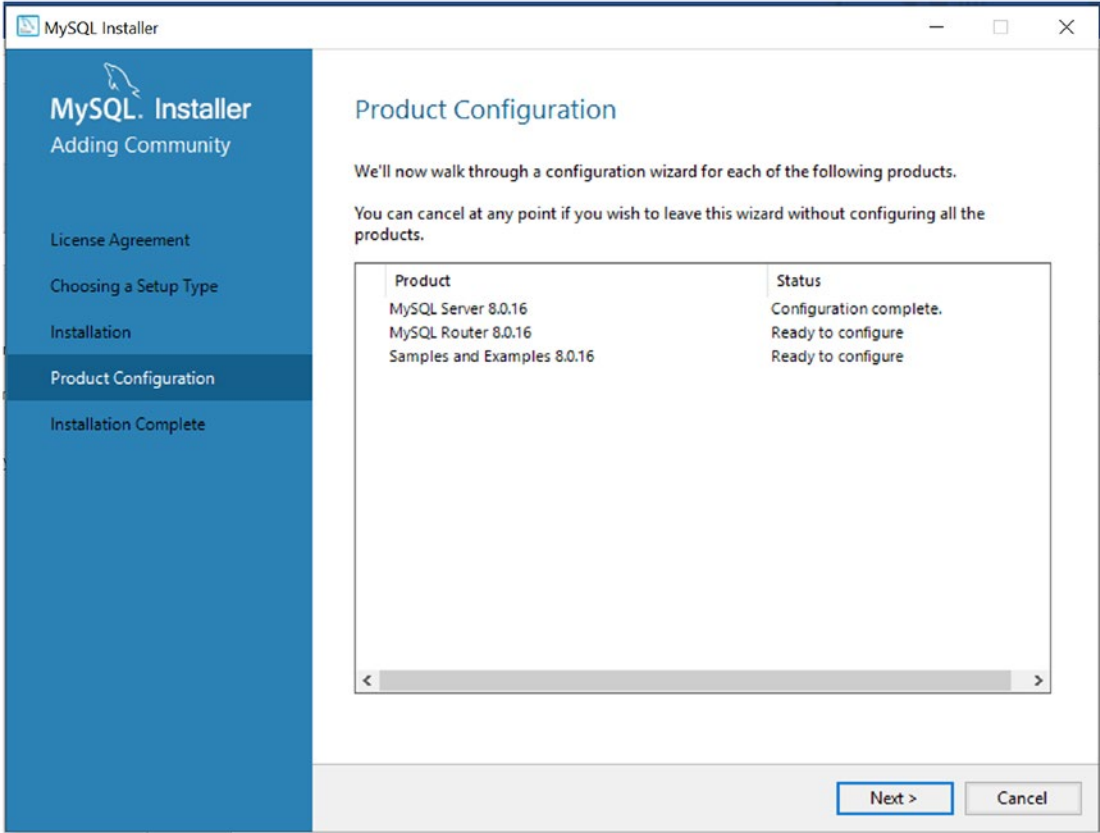 MySQL Installer
MySQL. Installer
Adding Community
License Agreement
Choosing a Setup Type
Installation
Product Configuration
Installation Complete
Product Configuration
We'll now walk through a configuration wizard for each of the following products.
You can cancel at any point if you wish to leave this wizard without configuring all the
products.
Product Status
MySQL Server 8.0.16 Configuration complete.
MySQL Router 8.0.16 Ready to configure
Samples and Examples 8.0.16 Ready to configure
Next > Cancel